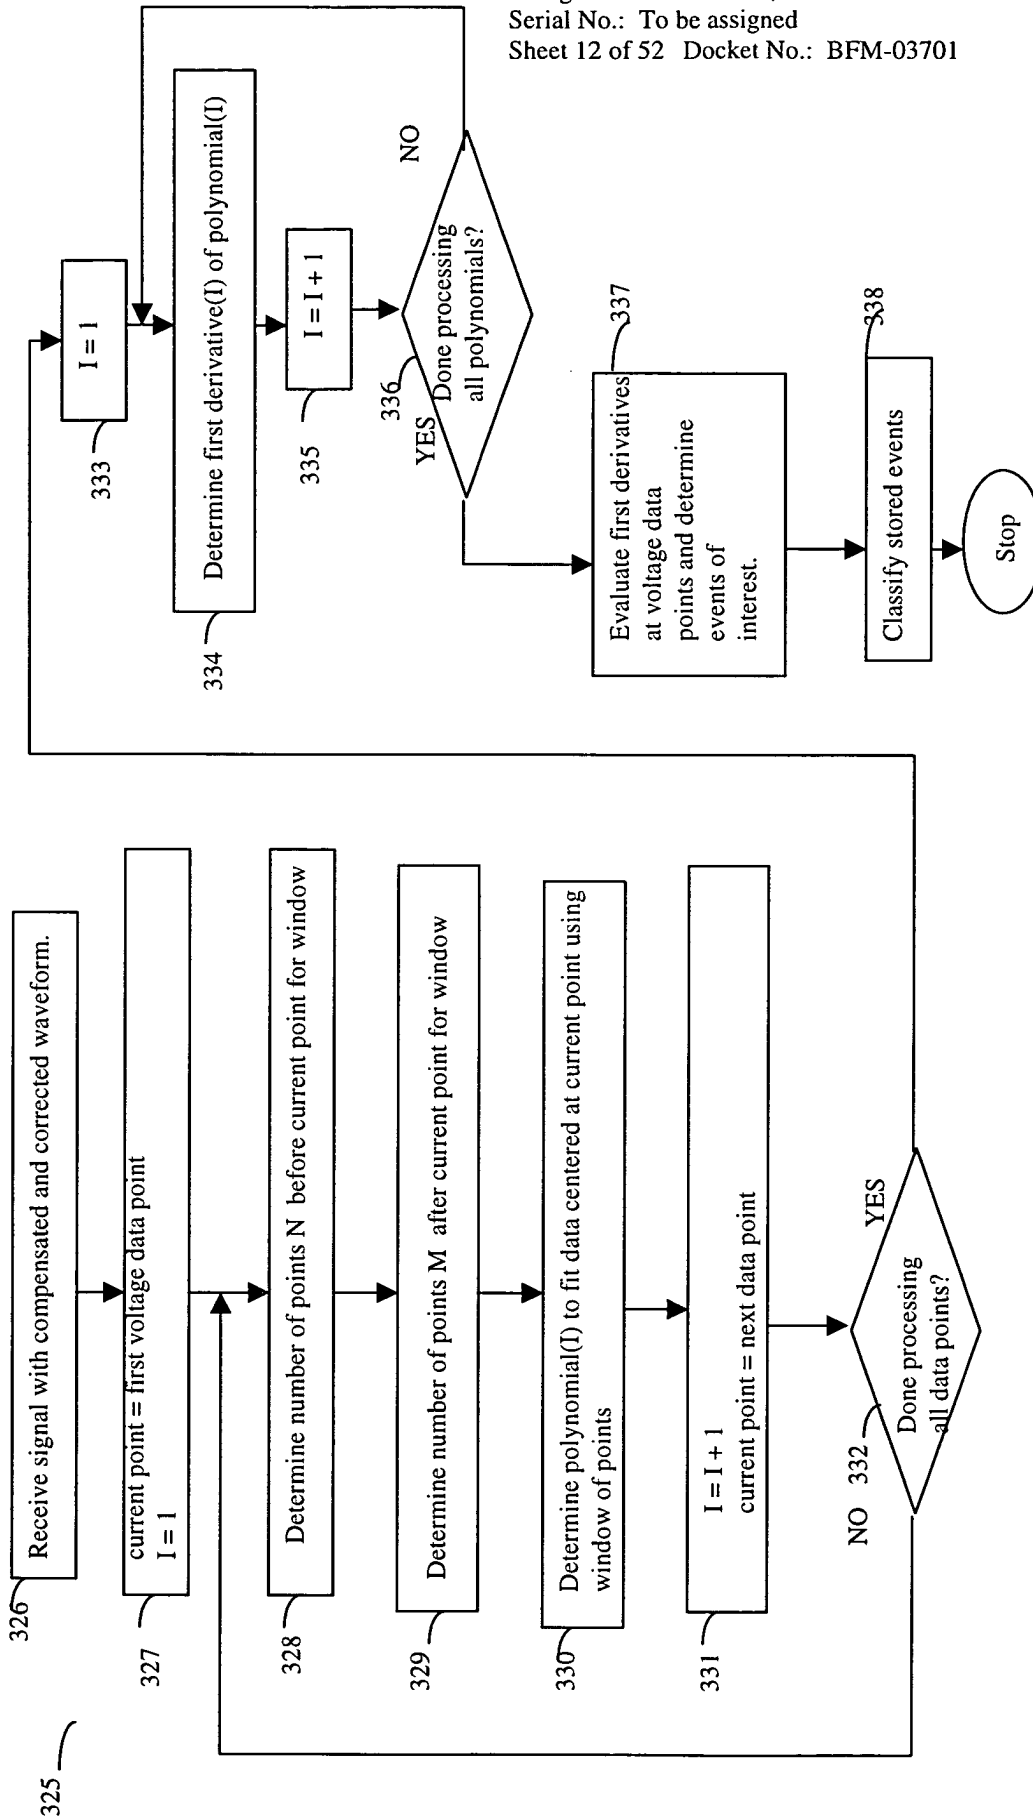 Serial No.: To be assigned
Sheet 12 of 52 Docket No.: BFM-03701
325
326
Receive signal with compensated and corrected waveform.
327
current point = first voltage data point
I = 1
328
Determine number of points N before current point for window
329
Determine number of points M after current point for window
330
Determine polynomial(I) to fit data centered at current point using
window of points
331
I = I + 1
current point = next data point
NO
332
Done processing
all data points?
YES
333
I = 1
334
Determine first derivative(I) of polynomial(I)
335
I = I + 1
336
Done processing
all polynomials?
NO
YES
337
Evaluate first derivatives
at voltage data
points and determine
events of
interest.
338
Classify stored events
Stop